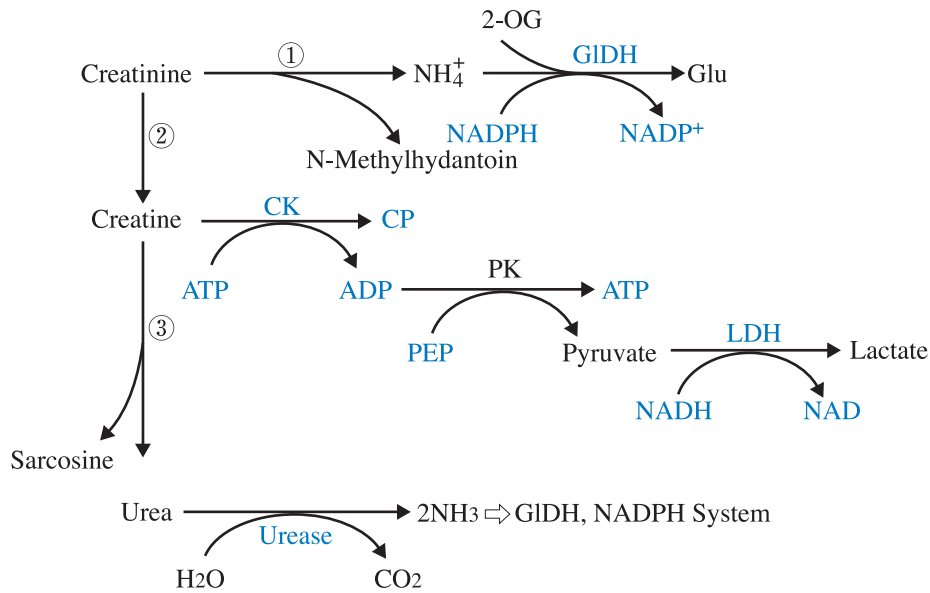 2-OG
①
GlDH
Creatinine
NH₄⁺
Glu
NADPH
NADP⁺
②
N-Methylhydantoin
CK
Creatine
CP
PK
ATP
ADP
ATP
③
LDH
PEP
Pyruvate
Lactate
NADH
NAD
Sarcosine
Urea
2NH₃ ⇨ GlDH, NADPH System
Urease
H₂O
CO₂